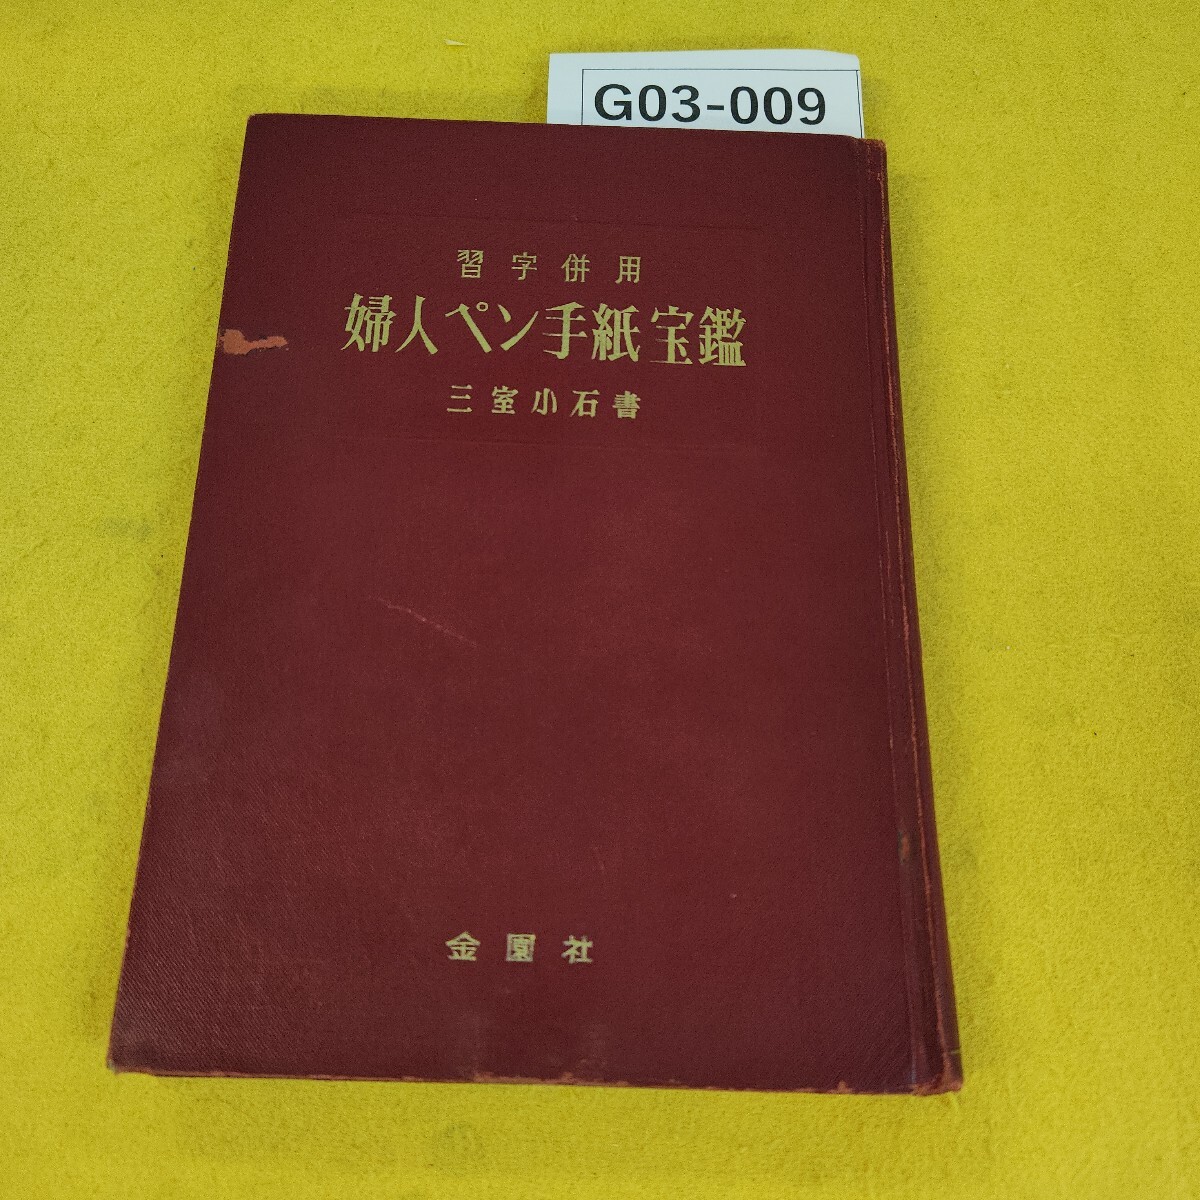 G03-009
習字併用
婦人ペン手紙宝鑑
三室小石書
金園社